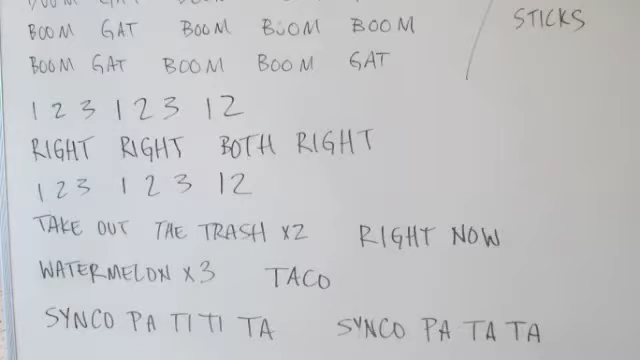 BOOM GAT BOOM BOOM BOOM
STICKS
BOOM GAT BOOM BOOM GAT
1 2 3 1 2 3 1 2
RIGHT RIGHT BOTH RIGHT
1 2 3 1 2 3 1 2
TAKE OUT THE TRASH x2 RIGHT NOW
WATERMELON x3 TACO
SYNCO PA TI TI TA SYNCO PA TA TA